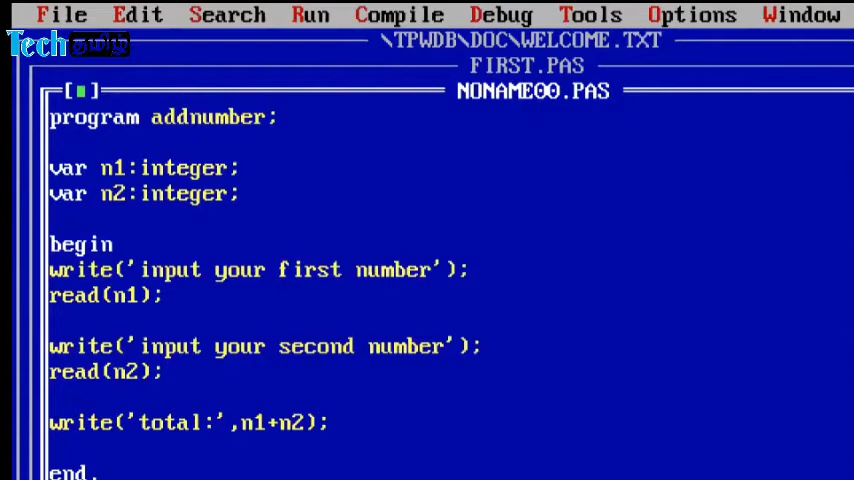 File Edit Search Run Compile Debug Tools Options Window
Tech தமிழ்
\TPWDB\DOC\WELCOME.TXT
FIRST.PAS
[■] NONAME00.PAS
program addnumber;
var n1:integer;
var n2:integer;
begin
write('input your first number');
read(n1);
write('input your second number');
read(n2);
write('total:',n1+n2);
end.